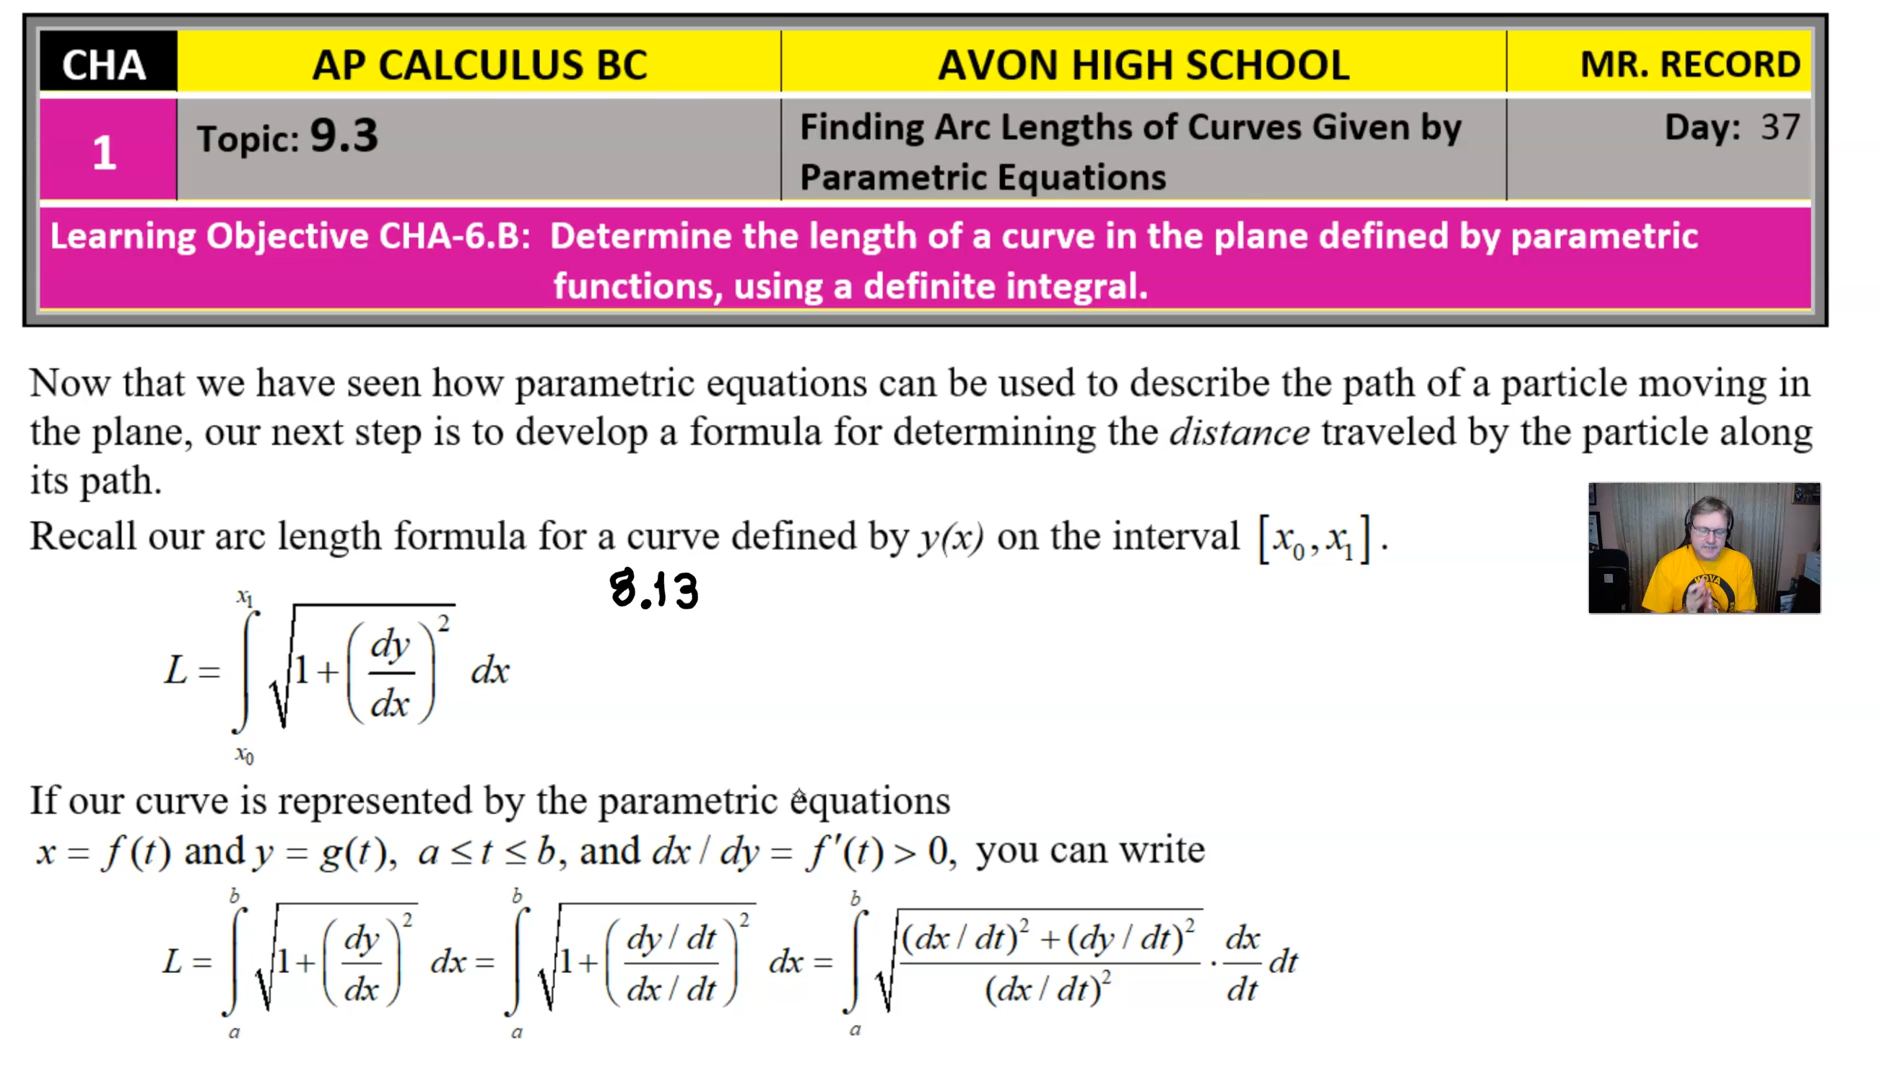 CHA AP CALCULUS BC AVON HIGH SCHOOL MR. RECORD
1 Topic: 9.3 Finding Arc Lengths of Curves Given by Parametric Equations Day: 37
Learning Objective CHA-6.B: Determine the length of a curve in the plane defined by parametric
functions, using a definite integral.
Now that we have seen how parametric equations can be used to describe the path of a particle moving in
the plane, our next step is to develop a formula for determining the distance traveled by the particle along
its path.
Recall our arc length formula for a curve defined by y(x) on the interval [x₀, x₁].
8.13
L = ∫_{x₀}^{x₁} √(1 + (dy/dx)²) dx
If our curve is represented by the parametric equations
x = f(t) and y = g(t), a ≤ t ≤ b, and dx / dy = f'(t) > 0, you can write
L = ∫_a^b √(1 + (dy/dx)²) dx = ∫_a^b √(1 + ((dy / dt)/(dx / dt))²) dx = ∫_a^b √(((dx / dt)² + (dy / dt)²)/(dx / dt)²) · dx/dt dt